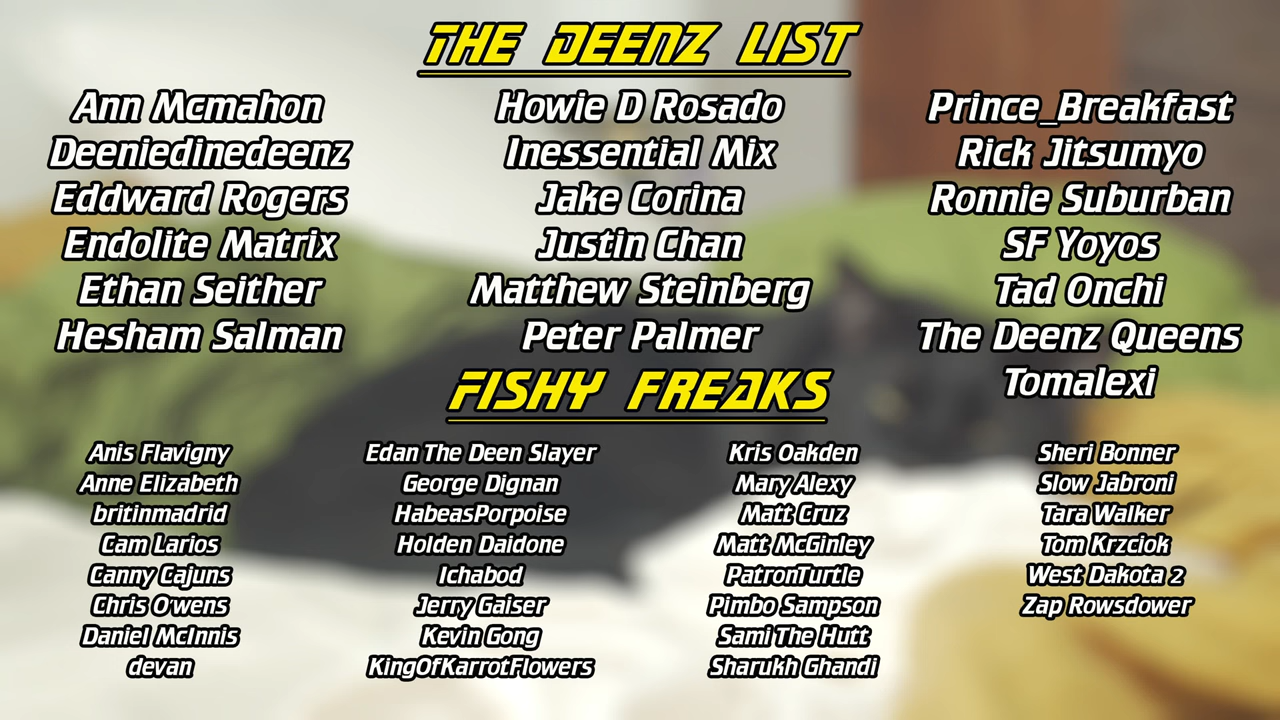 THE DEENZ LIST
Ann Mcmahon
Deeniedinedeenz
Eddward Rogers
Endolite Matrix
Ethan Seither
Hesham Salman
Howie D Rosado
Inessential Mix
Jake Corina
Justin Chan
Matthew Steinberg
Peter Palmer
Prince_Breakfast
Rick Jitsumyo
Ronnie Suburban
SF Yoyos
Tad Onchi
The Deenz Queens
Tomalexi
FISHY FREAKS
Anis Flavigny
Anne Elizabeth
britinmadrid
Cam Larios
Canny Cajuns
Chris Owens
Daniel McInnis
devan
Edan The Deen Slayer
George Dignan
HabeasPorpoise
Holden Daidone
Ichabod
Jerry Gaiser
Kevin Gong
KingOfKarrotFlowers
Kris Oakden
Mary Alexy
Matt Cruz
Matt McGinley
PatronTurtle
Pimbo Sampson
Sami The Hutt
Sharukh Ghandi
Sheri Bonner
Slow Jabroni
Tara Walker
Tom Krzciok
West Dakota 2
Zap Rowsdower